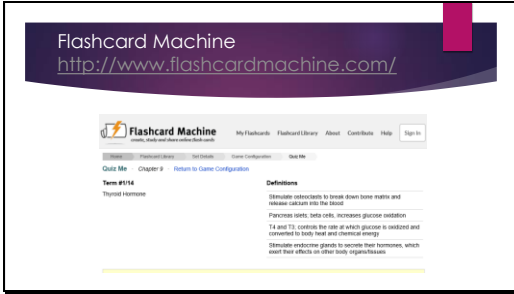 Flashcard Machine
http://www.flashcardmachine.com/
Flashcard Machine
create, study and share online flash cards
My Flashcards Flashcard Library About Contribute Help Sign In
Home Flashcard Library Set Details Game Configuration Quiz Me
Quiz Me - Chapter 9 - Return to Game Configuration
Term #1/14 Definitions
Thyroid Hormone
Stimulate osteoclasts to break down bone matrix and
release calcium into the blood
Pancreas islets; beta cells, increases glucose oxidation
T4 and T3; controls the rate at which glucose is oxidized and
converted to body heat and chemical energy
Stimulate endocrine glands to secrete their hormones, which
exert their effects on other body organs/tissues